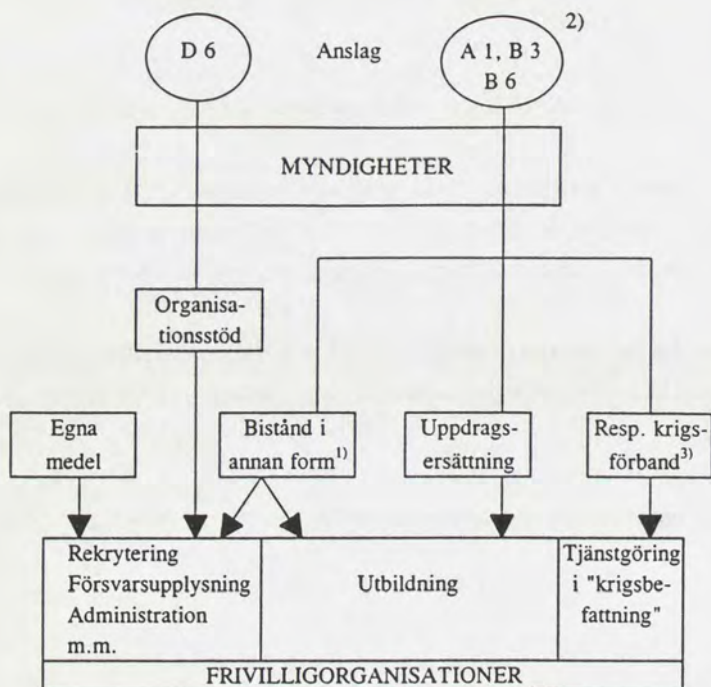 2)
D 6
Anslag
A 1, B 3
B 6
MYNDIGHETER
Organisa-
tionsstöd
Egna
medel
Bistånd i
annan form1)
Uppdrags-
ersättning
Resp. krigs-
förband3)
Rekrytering
Försvarsupplysning
Administration
m.m.
Utbildning
Tjänstgöring
i "krigsbe-
fattning"
FRIVILLIGORGANISATIONER